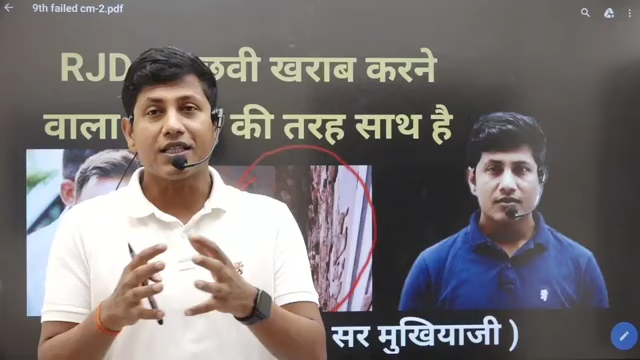 9th failed cm-2.pdf
RJD छवी खराब करने
वाला की तरह साथ है
सर मुखियाजी )